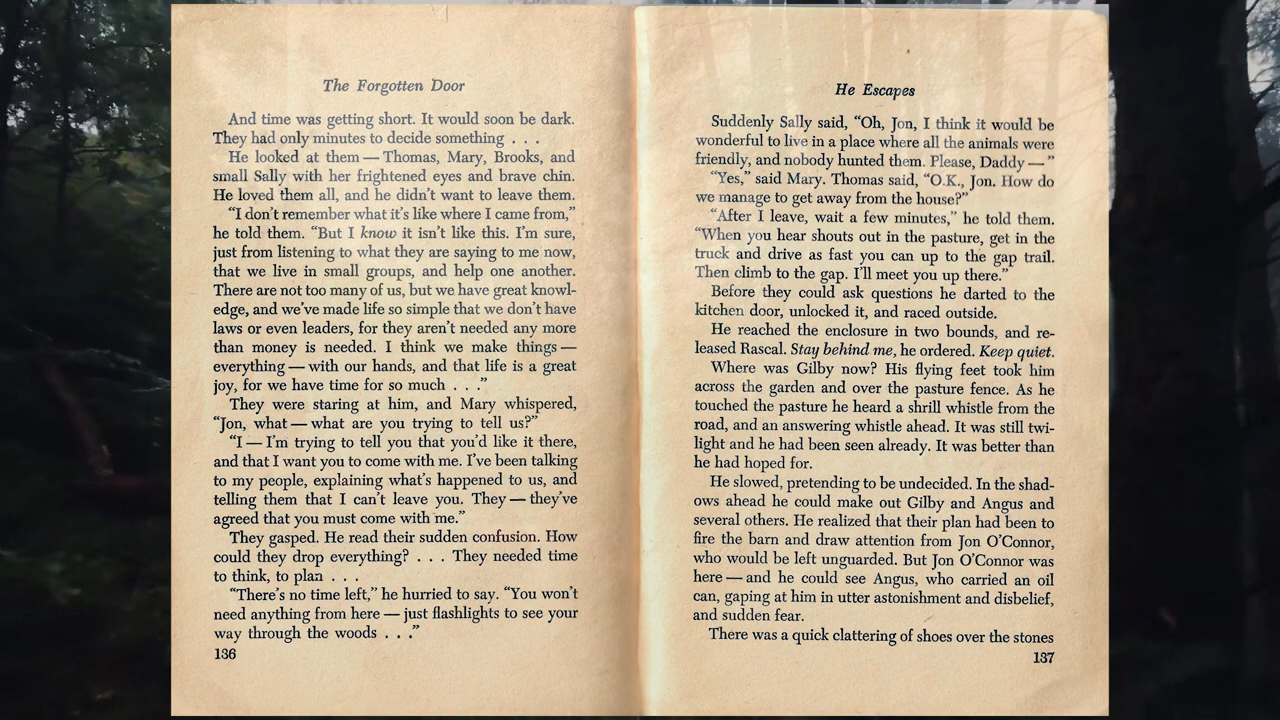 The Forgotten Door
And time was getting short. It would soon be dark.
They had only minutes to decide something . . .
He looked at them — Thomas, Mary, Brooks, and
small Sally with her frightened eyes and brave chin.
He loved them all, and he didn't want to leave them.
“I don't remember what it's like where I came from,”
he told them. “But I know it isn't like this. I'm sure,
just from listening to what they are saying to me now,
that we live in small groups, and help one another.
There are not too many of us, but we have great knowl-
edge, and we've made life so simple that we don't have
laws or even leaders, for they aren't needed any more
than money is needed. I think we make things —
everything — with our hands, and that life is a great
joy, for we have time for so much . . .”
They were staring at him, and Mary whispered,
“Jon, what — what are you trying to tell us?”
“I — I'm trying to tell you that you'd like it there,
and that I want you to come with me. I've been talking
to my people, explaining what's happened to us, and
telling them that I can't leave you. They — they've
agreed that you must come with me.”
They gasped. He read their sudden confusion. How
could they drop everything? . . . They needed time
to think, to plan . . .
“There's no time left,” he hurried to say. “You won't
need anything from here — just flashlights to see your
way through the woods . . .”
136
He Escapes
Suddenly Sally said, “Oh, Jon, I think it would be
wonderful to live in a place where all the animals were
friendly, and nobody hunted them. Please, Daddy — ”
“Yes,” said Mary. Thomas said, “O.K., Jon. How do
we manage to get away from the house?”
“After I leave, wait a few minutes,” he told them.
“When you hear shouts out in the pasture, get in the
truck and drive as fast you can up to the gap trail.
Then climb to the gap. I'll meet you up there.”
Before they could ask questions he darted to the
kitchen door, unlocked it, and raced outside.
He reached the enclosure in two bounds, and re-
leased Rascal. Stay behind me, he ordered. Keep quiet.
Where was Gilby now? His flying feet took him
across the garden and over the pasture fence. As he
touched the pasture he heard a shrill whistle from the
road, and an answering whistle ahead. It was still twi-
light and he had been seen already. It was better than
he had hoped for.
He slowed, pretending to be undecided. In the shad-
ows ahead he could make out Gilby and Angus and
several others. He realized that their plan had been to
fire the barn and draw attention from Jon O'Connor,
who would be left unguarded. But Jon O'Connor was
here — and he could see Angus, who carried an oil
can, gaping at him in utter astonishment and disbelief,
and sudden fear.
There was a quick clattering of shoes over the stones
137